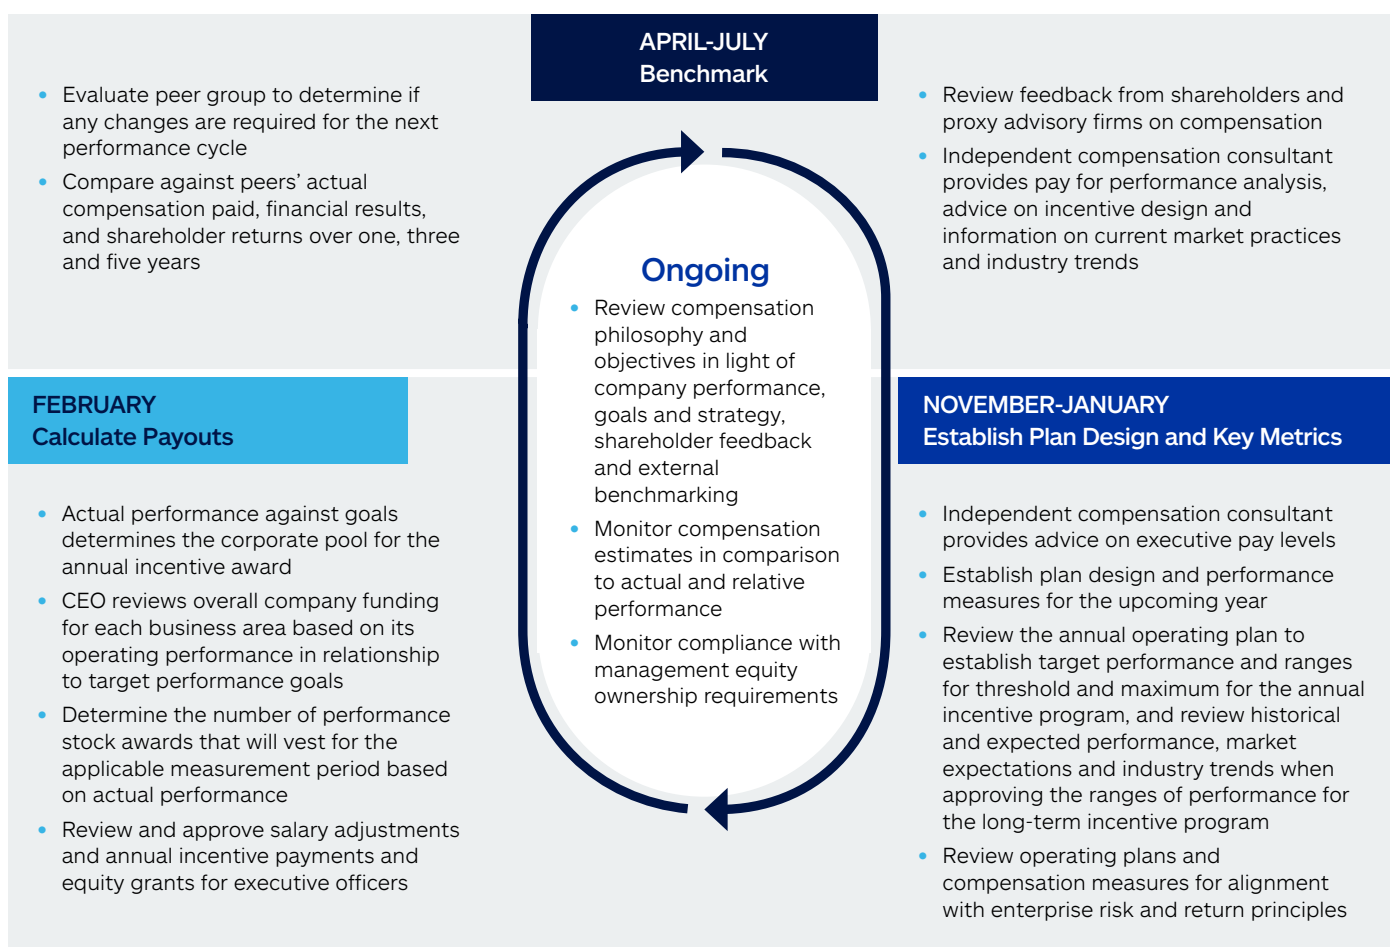 APRIL-JULY
Benchmark
• Evaluate peer group to determine if
any changes are required for the next
performance cycle
• Compare against peers’ actual
compensation paid, financial results,
and shareholder returns over one, three
and five years
• Review feedback from shareholders and
proxy advisory firms on compensation
• Independent compensation consultant
provides pay for performance analysis,
advice on incentive design and
information on current market practices
and industry trends
Ongoing
• Review compensation
philosophy and
objectives in light of
company performance,
goals and strategy,
shareholder feedback
and external
benchmarking
• Monitor compensation
estimates in comparison
to actual and relative
performance
• Monitor compliance with
management equity
ownership requirements
FEBRUARY
Calculate Payouts
• Actual performance against goals
determines the corporate pool for the
annual incentive award
• CEO reviews overall company funding
for each business area based on its
operating performance in relationship
to target performance goals
• Determine the number of performance
stock awards that will vest for the
applicable measurement period based
on actual performance
• Review and approve salary adjustments
and annual incentive payments and
equity grants for executive officers
NOVEMBER-JANUARY
Establish Plan Design and Key Metrics
• Independent compensation consultant
provides advice on executive pay levels
• Establish plan design and performance
measures for the upcoming year
• Review the annual operating plan to
establish target performance and ranges
for threshold and maximum for the annual
incentive program, and review historical
and expected performance, market
expectations and industry trends when
approving the ranges of performance for
the long-term incentive program
• Review operating plans and
compensation measures for alignment
with enterprise risk and return principles